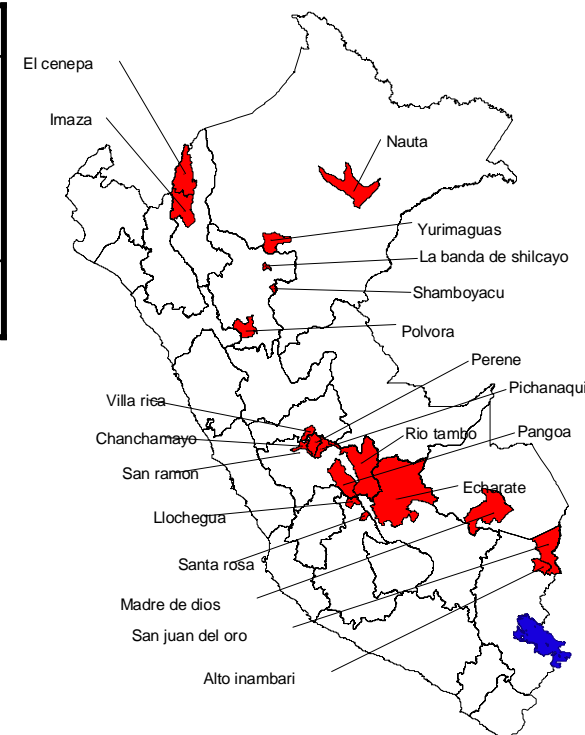 El cenepa
Imaza
Nauta
Yurimaguas
La banda de shilcayo
Shamboyacu
Polvora
Perene
Pichanaqui
Villa rica
Rio tambo
Pangoa
Chanchamayo
San ramon
Echarate
Llochegua
Santa rosa
Madre de dios
San juan del oro
Alto inambari